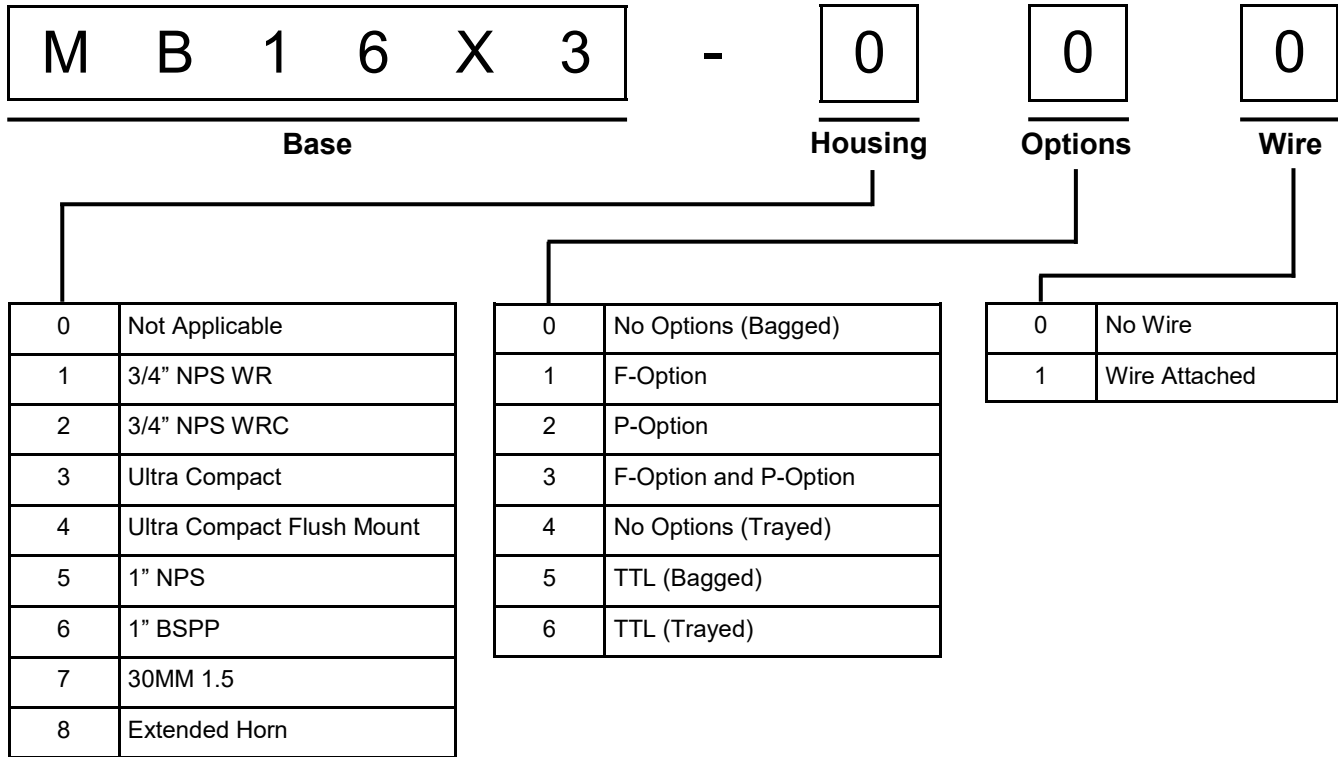 M B 1 6 X 3 - 0 0 0
Base Housing Options Wire
0 Not Applicable
1 3/4” NPS WR
2 3/4” NPS WRC
3 Ultra Compact
4 Ultra Compact Flush Mount
5 1” NPS
6 1” BSPP
7 30MM 1.5
8 Extended Horn
0 No Options (Bagged)
1 F-Option
2 P-Option
3 F-Option and P-Option
4 No Options (Trayed)
5 TTL (Bagged)
6 TTL (Trayed)
0 No Wire
1 Wire Attached